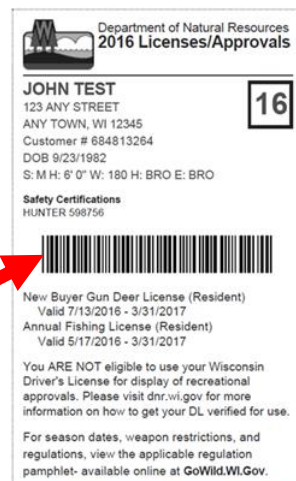 Department of Natural Resources
2016 Licenses/Approvals
JOHN TEST
123 ANY STREET
16
ANY TOWN, WI 12345
Customer # 684813264
DOB 9/23/1982
S: M H: 6' 0" W: 180 H: BRO E: BRO
Safety Certifications
HUNTER 598756
New Buyer Gun Deer License (Resident)
Valid 7/13/2016 - 3/31/2017
Annual Fishing License (Resident)
Valid 5/17/2016 - 3/31/2017
You ARE NOT eligible to use your Wisconsin
Driver's License for display of recreational
approvals. Please visit dnr.wi.gov for more
information on how to get your DL verified for use.
For season dates, weapon restrictions, and
regulations, view the applicable regulation
pamphlet- available online at GoWild.WI.Gov.